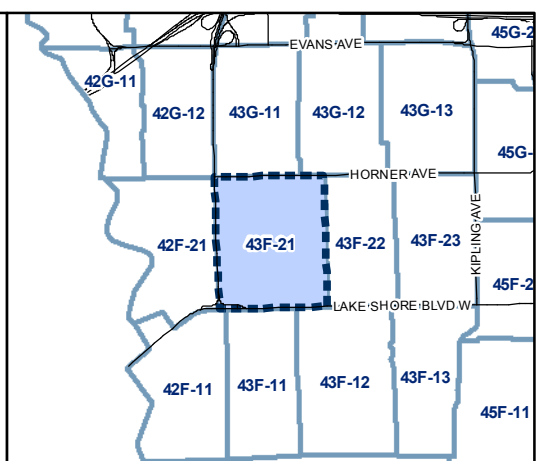 45G-2
EVANS AVE
42G-11
42G-12
43G-11
43G-12
43G-13
45G-
HORNER AVE
KIPLING AVE
42F-21
43F-21
43F-22
43F-23
45F-2
LAKE SHORE BLVD W
42F-11
43F-11
43F-12
43F-13
45F-11